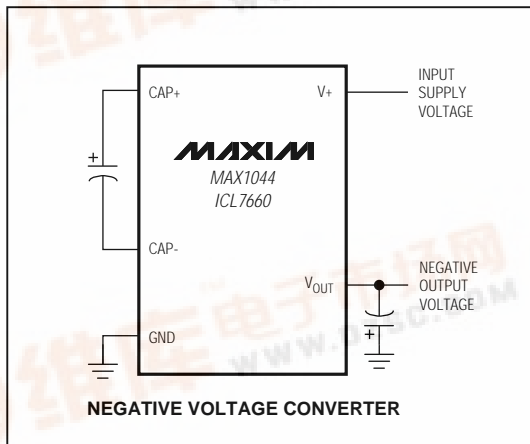 CAP+
V+
INPUT
SUPPLY
VOLTAGE
+
MAXIM
MAX1044
ICL7660
CAP-
VOUT
NEGATIVE
OUTPUT
VOLTAGE
GND
+
NEGATIVE VOLTAGE CONVERTER